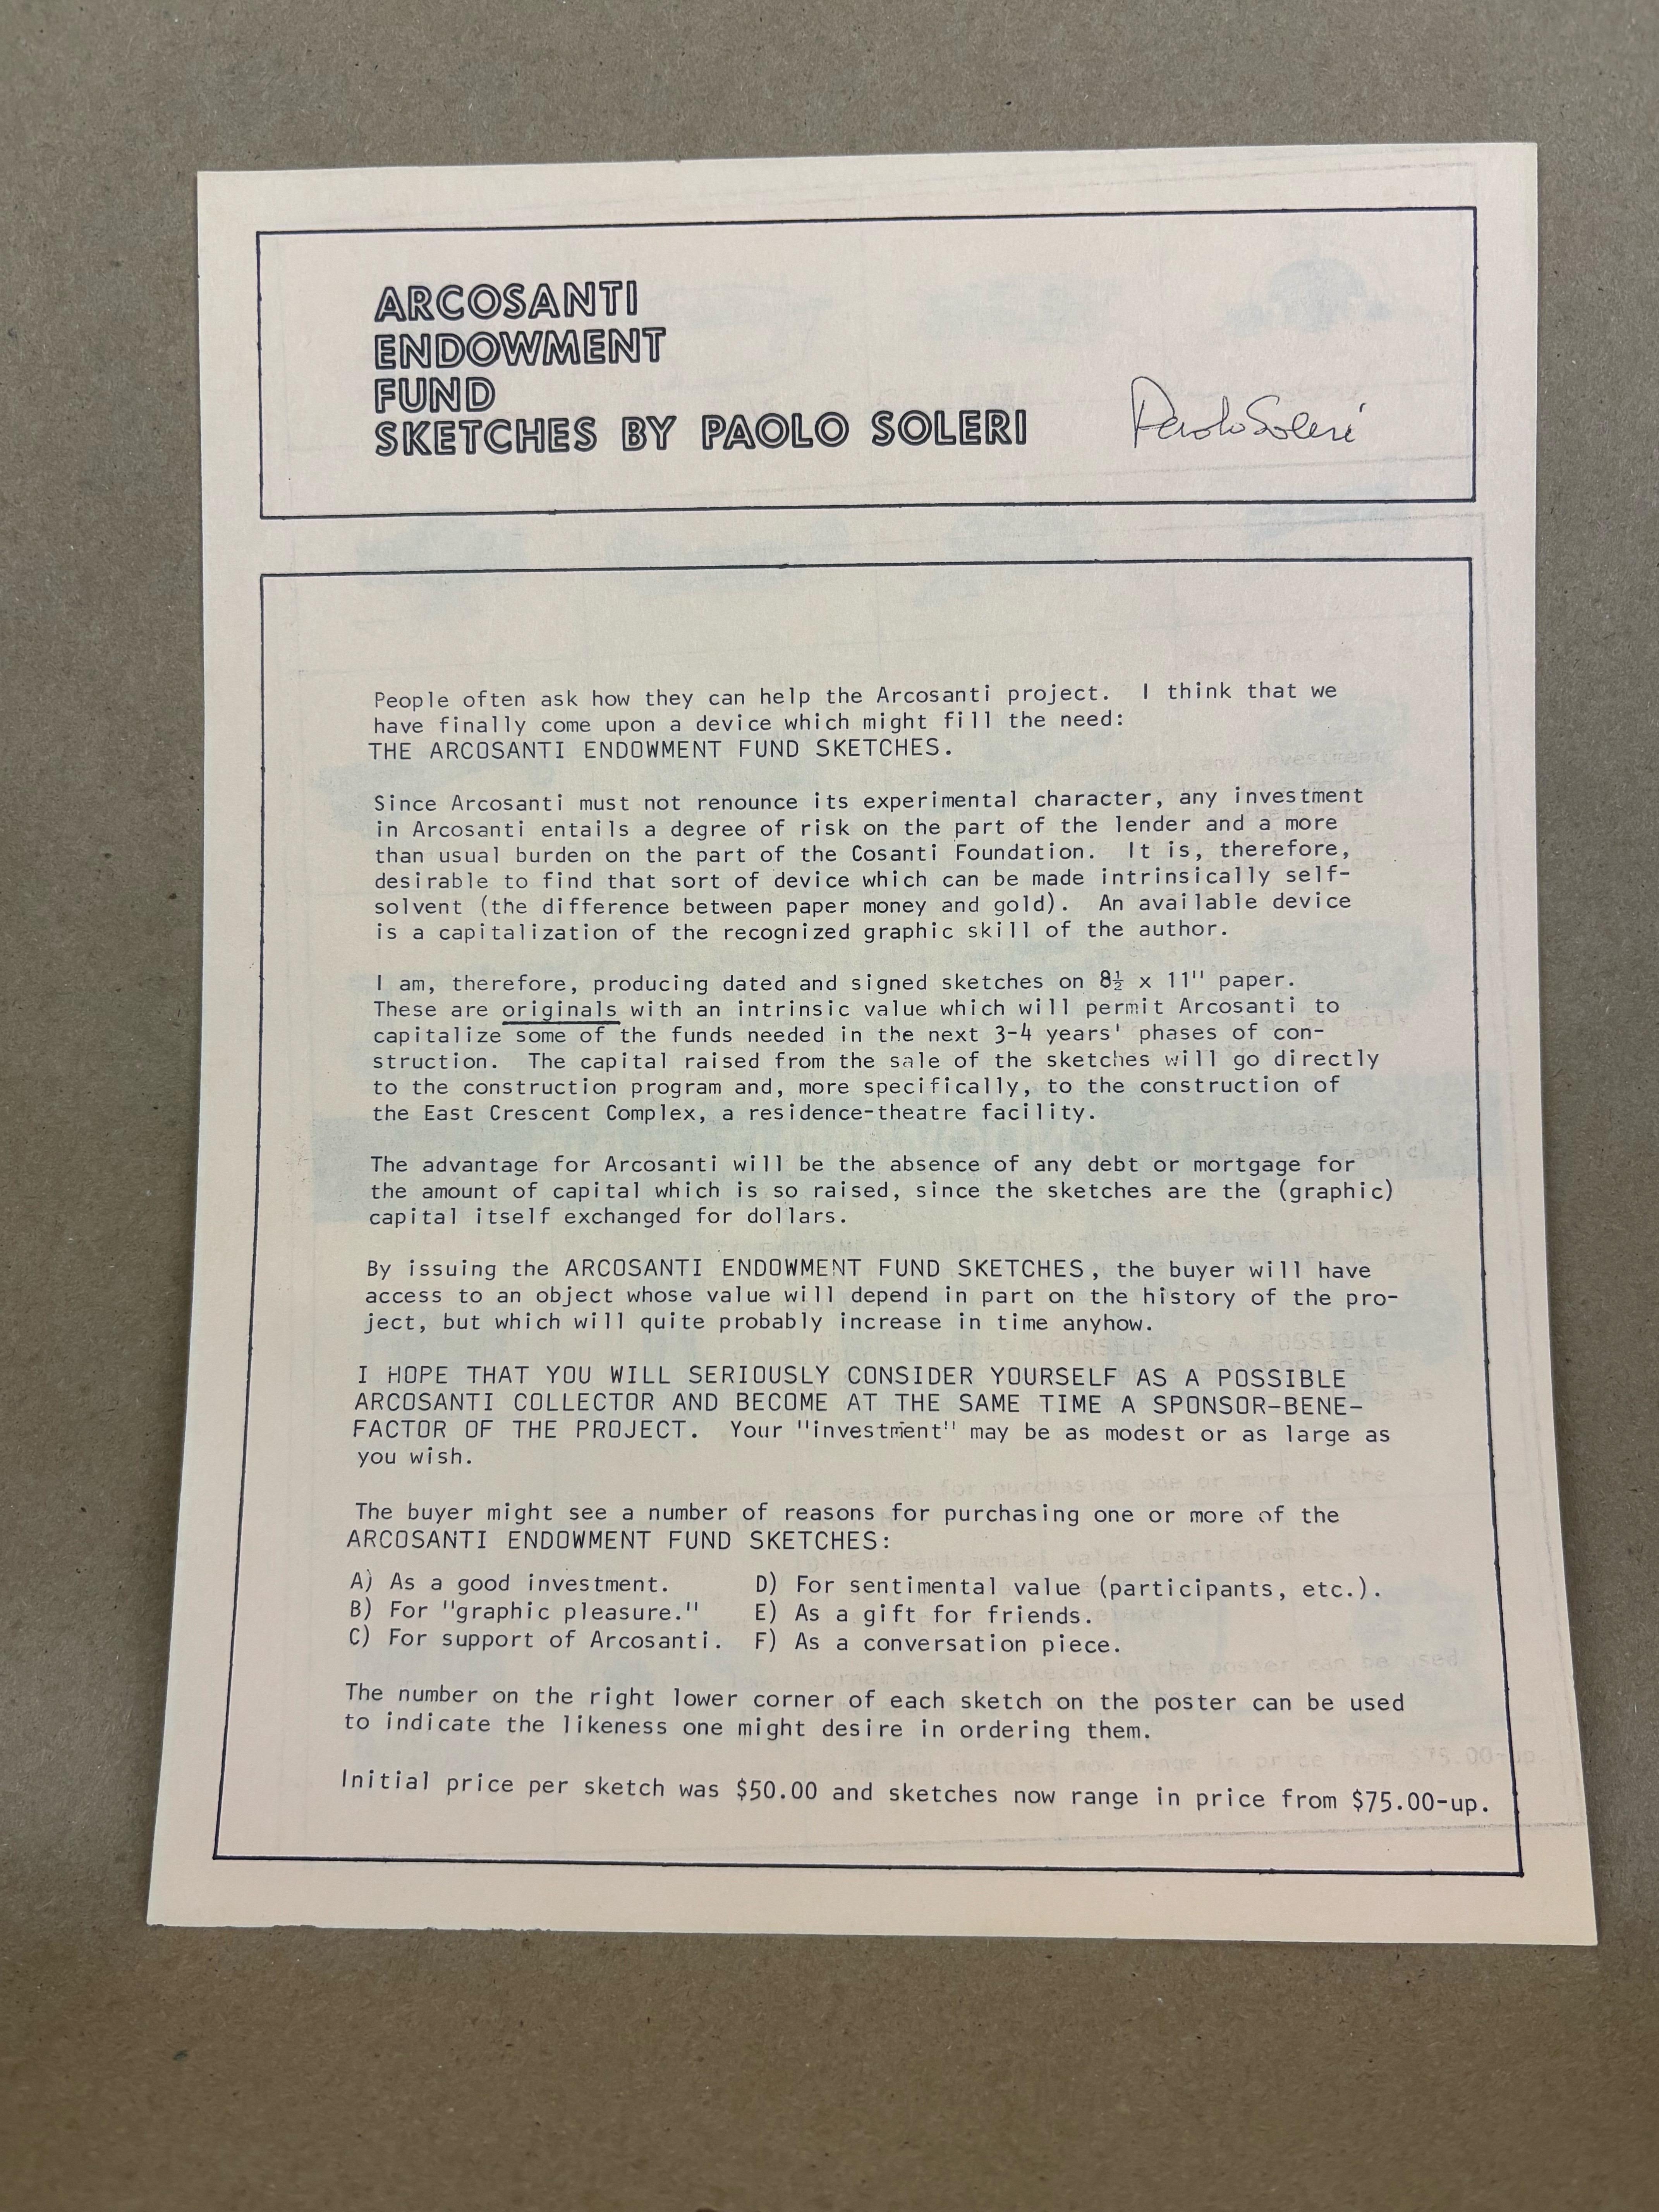 ARCOSANTI
ENDOWMENT
FUND
SKETCHES BY PAOLO SOLERI
Paolo Soleri
People often ask how they can help the Arcosanti project. I think that we
have finally come upon a device which might fill the need:
THE ARCOSANTI ENDOWMENT FUND SKETCHES.
Since Arcosanti must not renounce its experimental character, any investment
in Arcosanti entails a degree of risk on the part of the lender and a more
than usual burden on the part of the Cosanti Foundation. It is, therefore,
desirable to find that sort of device which can be made intrinsically self-
solvent (the difference between paper money and gold). An available device
is a capitalization of the recognized graphic skill of the author.
I am, therefore, producing dated and signed sketches on 8½ x 11" paper.
These are originals with an intrinsic value which will permit Arcosanti to
capitalize some of the funds needed in the next 3-4 years' phases of con-
struction. The capital raised from the sale of the sketches will go directly
to the construction program and, more specifically, to the construction of
the East Crescent Complex, a residence-theatre facility.
The advantage for Arcosanti will be the absence of any debt or mortgage for
the amount of capital which is so raised, since the sketches are the (graphic)
capital itself exchanged for dollars.
By issuing the ARCOSANTI ENDOWMENT FUND SKETCHES, the buyer will have
access to an object whose value will depend in part on the history of the pro-
ject, but which will quite probably increase in time anyhow.
I HOPE THAT YOU WILL SERIOUSLY CONSIDER YOURSELF AS A POSSIBLE
ARCOSANTI COLLECTOR AND BECOME AT THE SAME TIME A SPONSOR-BENE-
FACTOR OF THE PROJECT. Your "investment" may be as modest or as large as
you wish.
The buyer might see a number of reasons for purchasing one or more of the
ARCOSANTI ENDOWMENT FUND SKETCHES:
A) As a good investment. D) For sentimental value (participants, etc.).
B) For "graphic pleasure." E) As a gift for friends.
C) For support of Arcosanti. F) As a conversation piece.
The number on the right lower corner of each sketch on the poster can be used
to indicate the likeness one might desire in ordering them.
Initial price per sketch was $50.00 and sketches now range in price from $75.00-up.